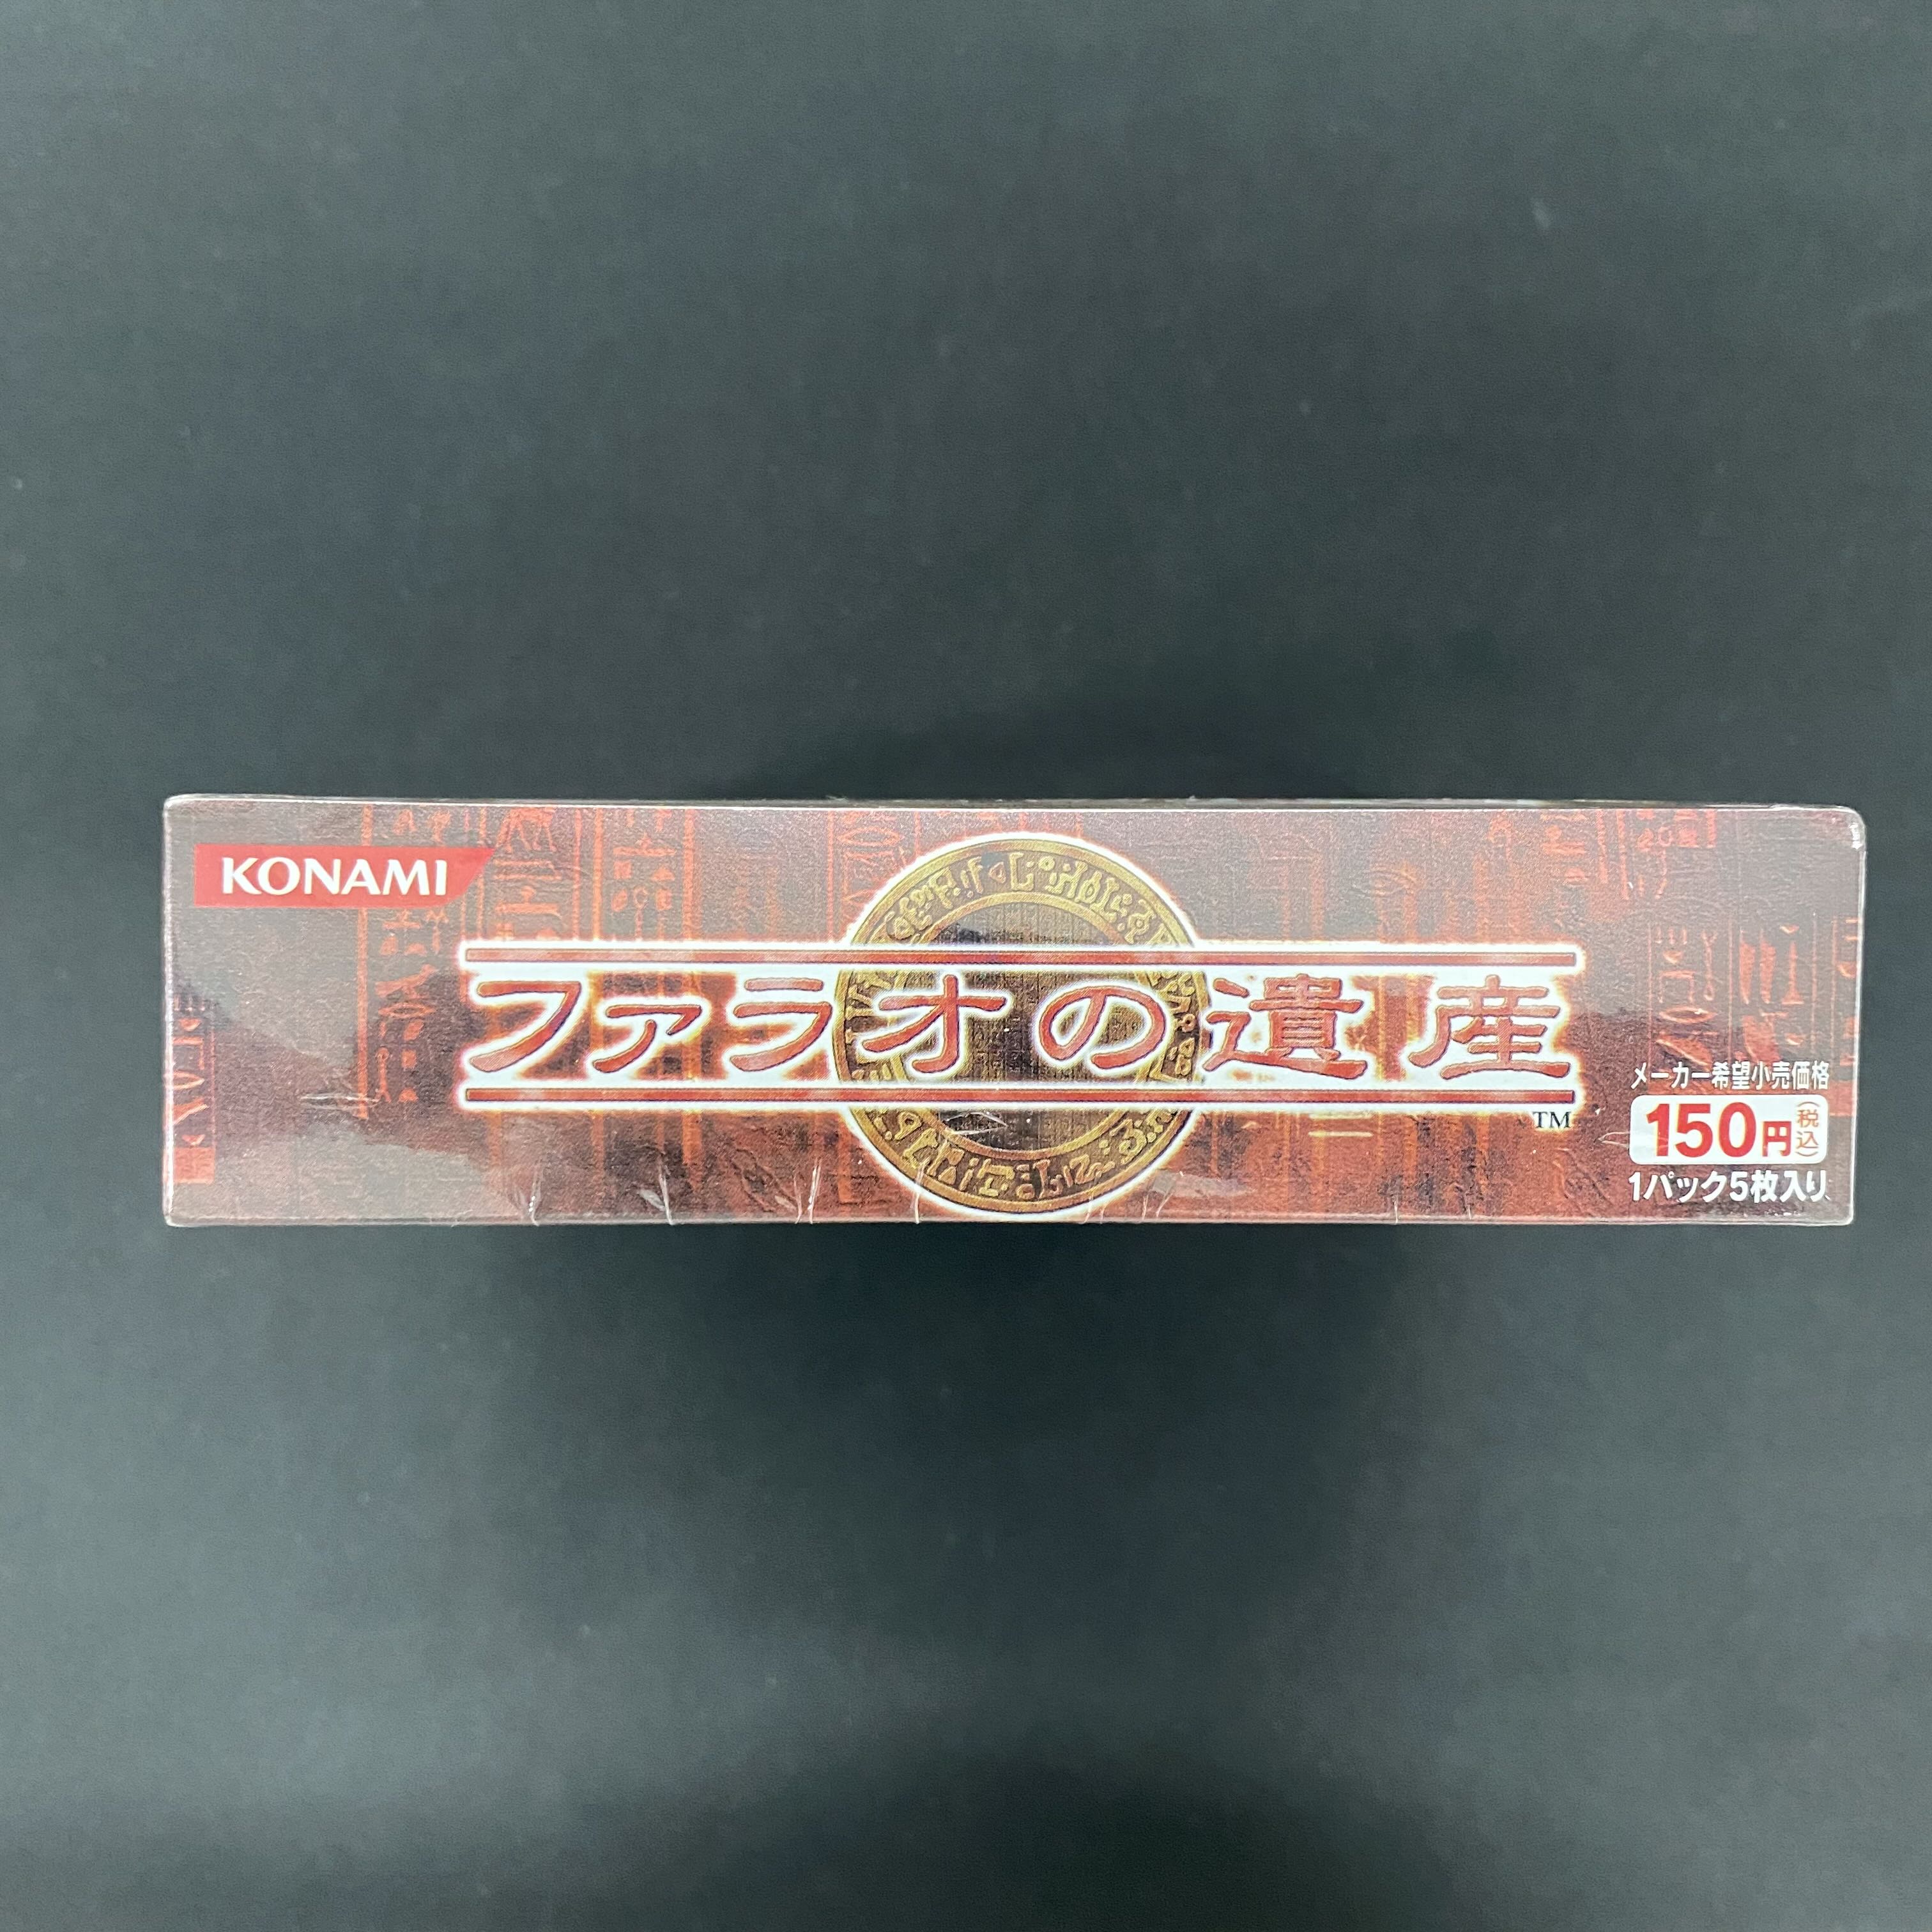 KONAMI
ファラオの遺産
TM
メーカー希望小売価格
150円(税込)
1パック5枚入り